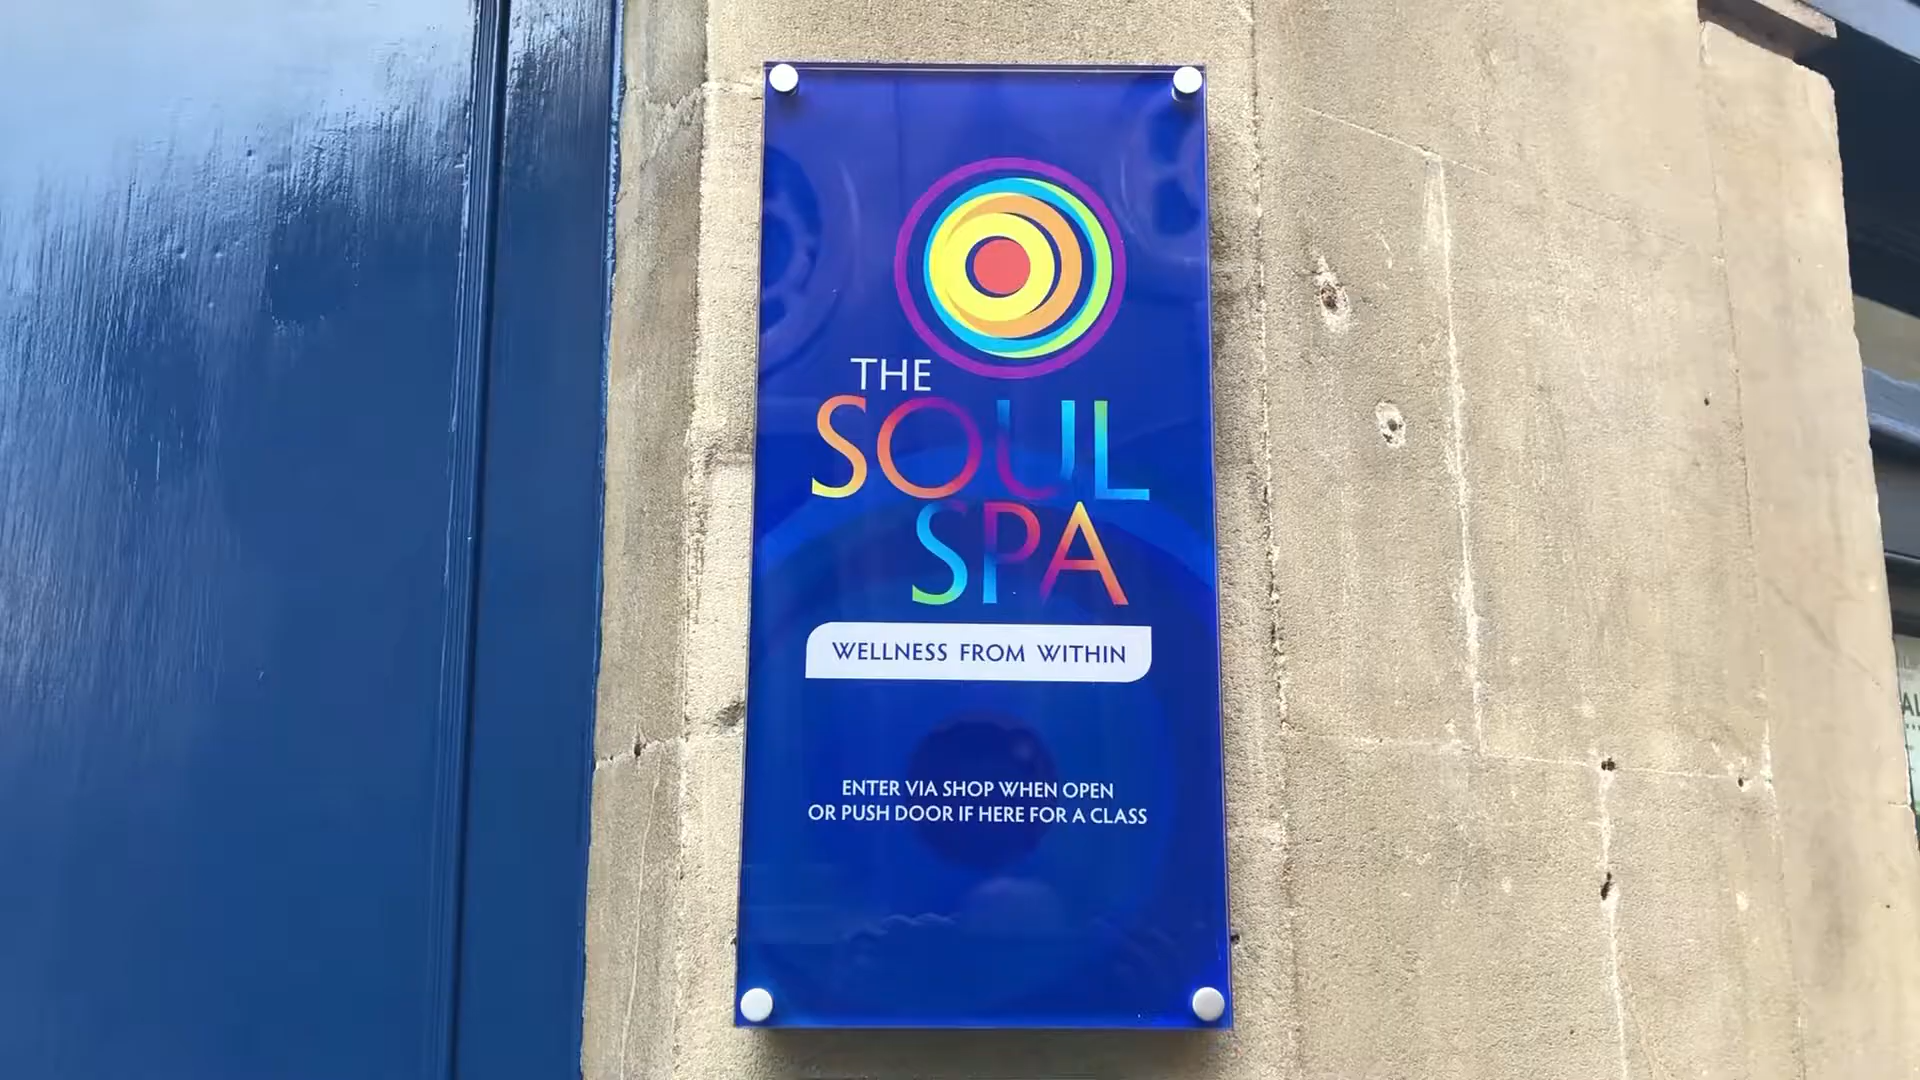 THE
SOUL
SPA
WELLNESS FROM WITHIN
ENTER VIA SHOP WHEN OPEN
OR PUSH DOOR IF HERE FOR A CLASS